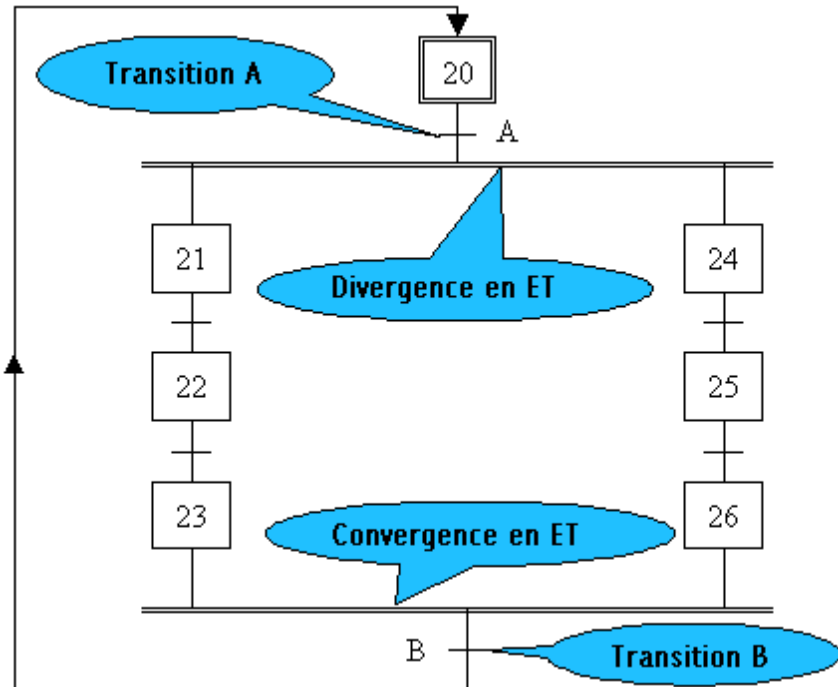 20
Transition A
A
21
Divergence en ET
24
22
25
23
Convergence en ET
26
B
Transition B